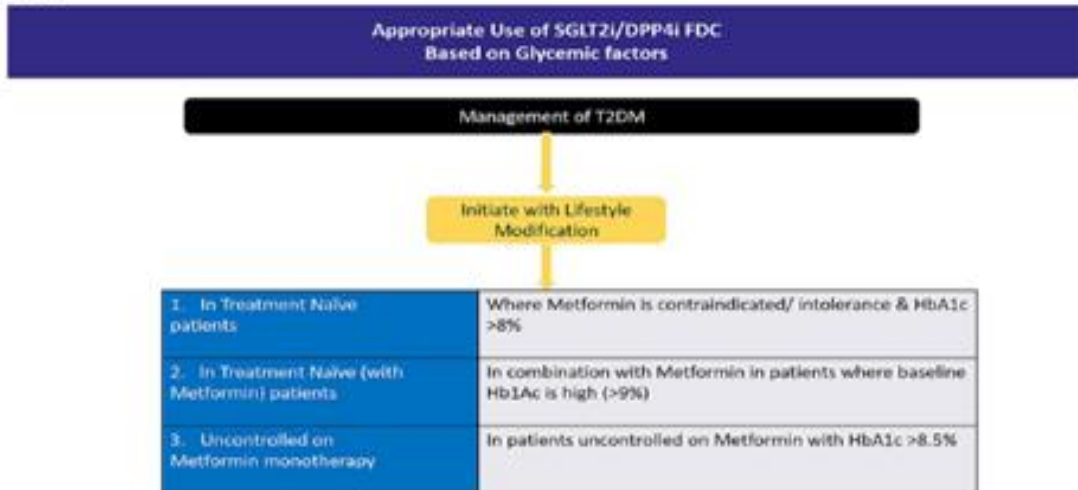 Appropriate Use of SGLT2i/DPP4i FDC
Based on Glycemic factors
Management of T2DM
Initiate with Lifestyle
Modification
1. In Treatment Naïve
patients
Where Metformin is contraindicated/ intolerance & HbA1c
>8%
2. In Treatment Naïve (with
Metformin) patients
In combination with Metformin in patients where baseline
Hb1Ac is high (>9%)
3. Uncontrolled on
Metformin monotherapy
In patients uncontrolled on Metformin with HbA1c >8.5%